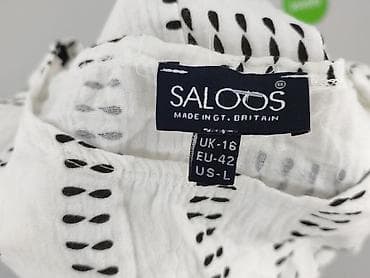 SALOOS
MADE IN GT. BRITAIN
UK-16
EU-42
US-L